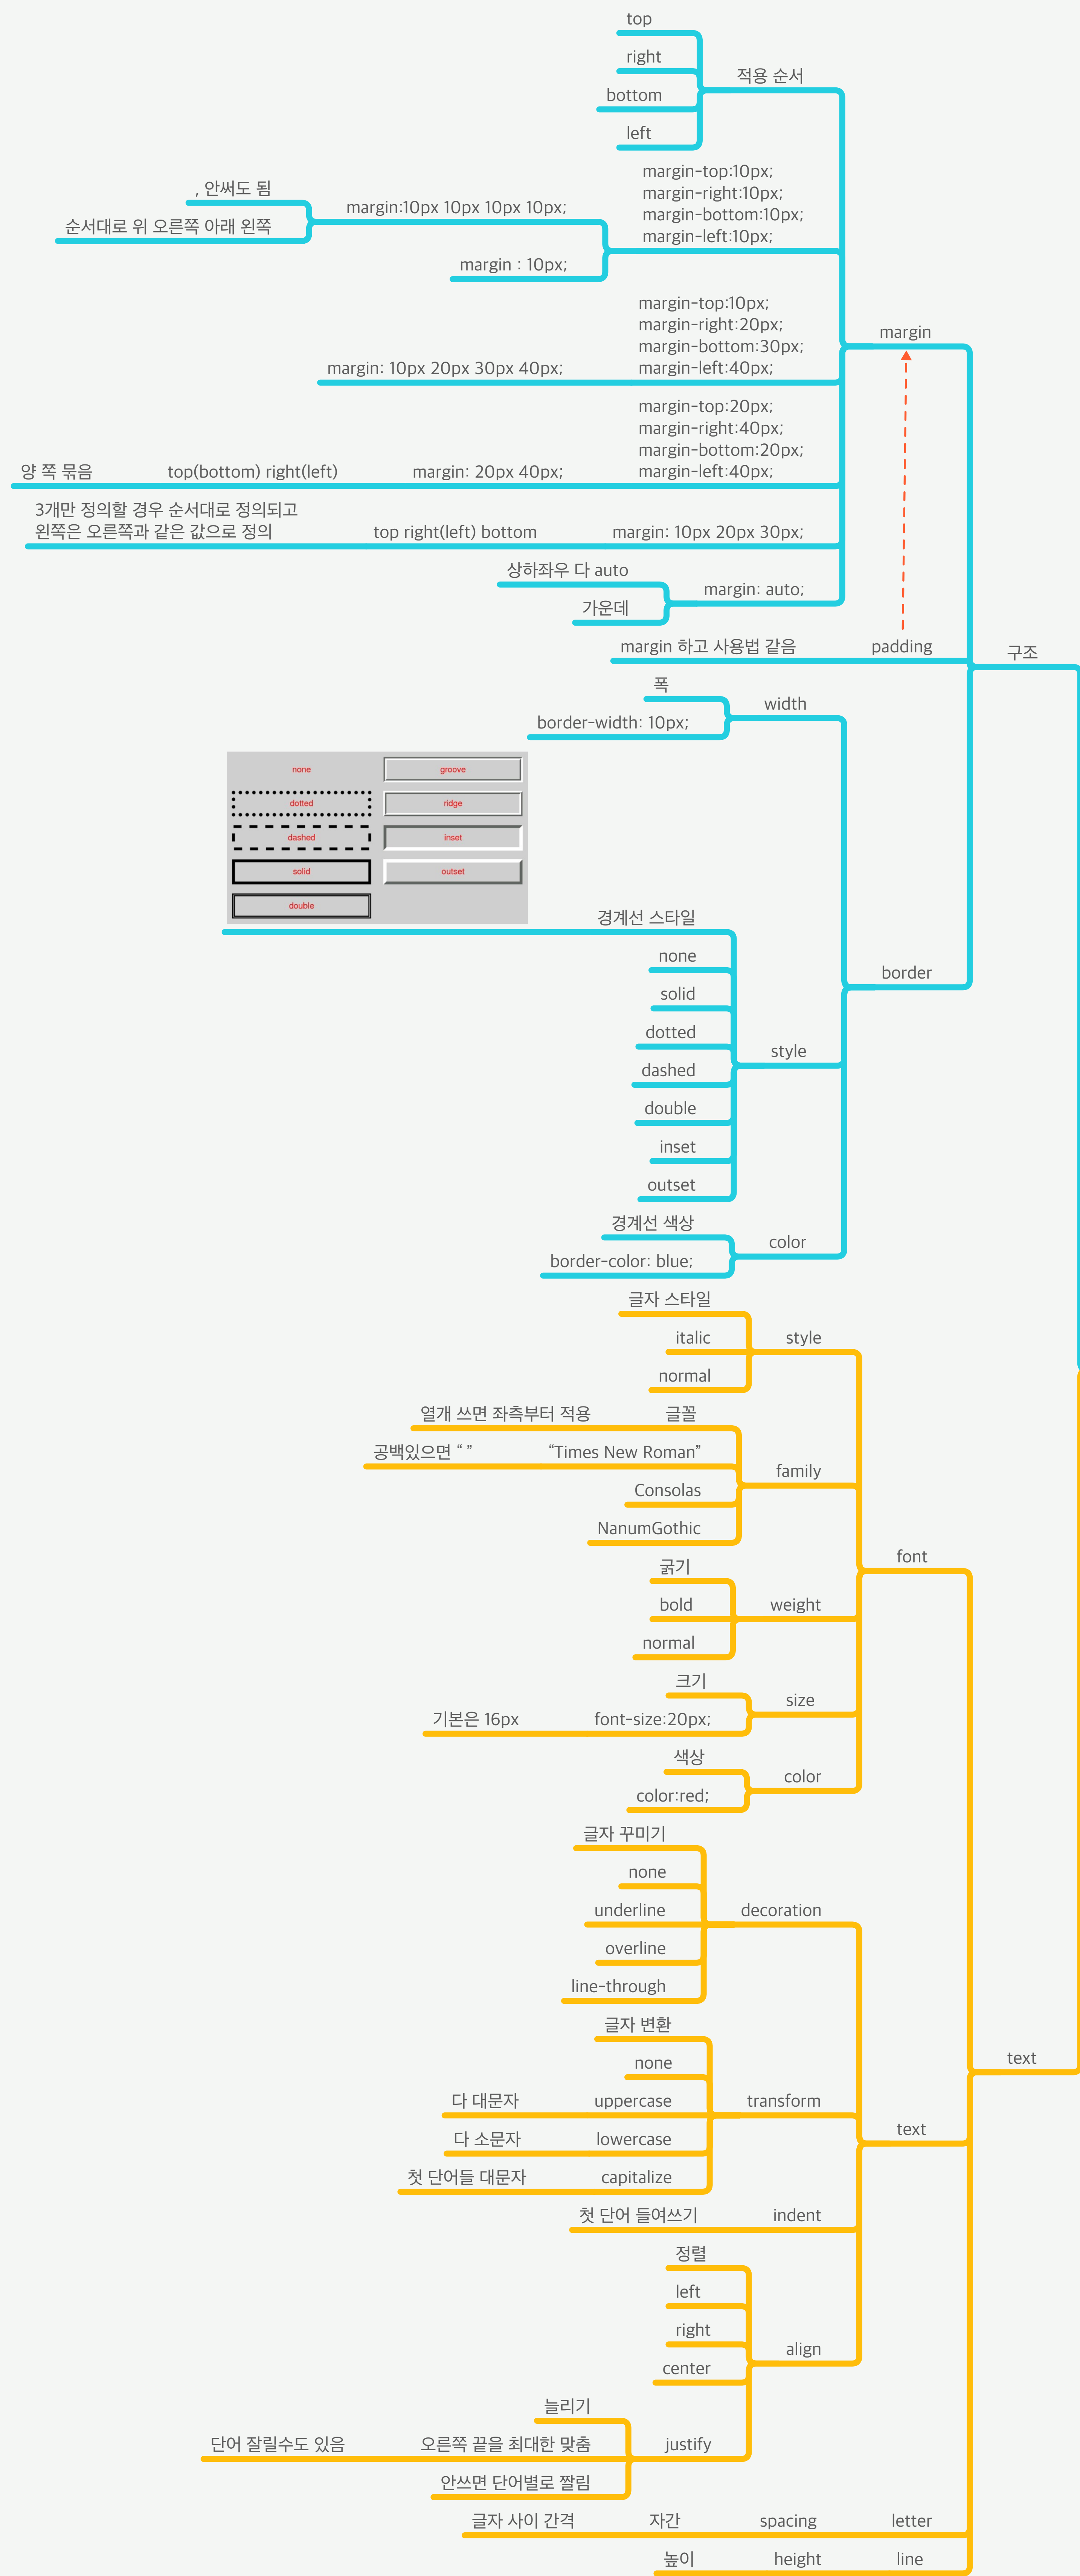 top
right
적용 순서
bottom
left
margin-top:10px;
margin-right:10px;
margin-bottom:10px;
margin-left:10px;
, 안써도 됨
margin:10px 10px 10px 10px;
순서대로 위 오른쪽 아래 왼쪽
margin : 10px;
margin-top:10px;
margin-right:20px;
margin-bottom:30px;
margin-left:40px;
margin
margin: 10px 20px 30px 40px;
margin-top:20px;
margin-right:40px;
margin-bottom:20px;
margin-left:40px;
양 쪽 묶음
top(bottom) right(left)
margin: 20px 40px;
3개만 정의할 경우 순서대로 정의되고
왼쪽은 오른쪽과 같은 값으로 정의
top right(left) bottom
margin: 10px 20px 30px;
상하좌우 다 auto
margin: auto;
가운데
margin 하고 사용법 같음
padding
구조
폭
width
border-width: 10px;
none
groove
dotted
ridge
dashed
inset
solid
outset
double
경계선 스타일
none
border
solid
dotted
style
dashed
double
inset
outset
경계선 색상
color
border-color: blue;
글자 스타일
italic
style
normal
열개 쓰면 좌측부터 적용
글꼴
공백있으면 “ ”
“Times New Roman”
family
Consolas
NanumGothic
font
굵기
bold
weight
normal
크기
size
기본은 16px
font-size:20px;
색상
color
color:red;
글자 꾸미기
none
underline
decoration
overline
line-through
글자 변환
none
text
다 대문자
uppercase
transform
text
다 소문자
lowercase
첫 단어들 대문자
capitalize
첫 단어 들여쓰기
indent
정렬
left
right
align
center
늘리기
단어 잘릴수도 있음
오른쪽 끝을 최대한 맞춤
justify
안쓰면 단어별로 짤림
글자 사이 간격
자간
spacing
letter
높이
height
line